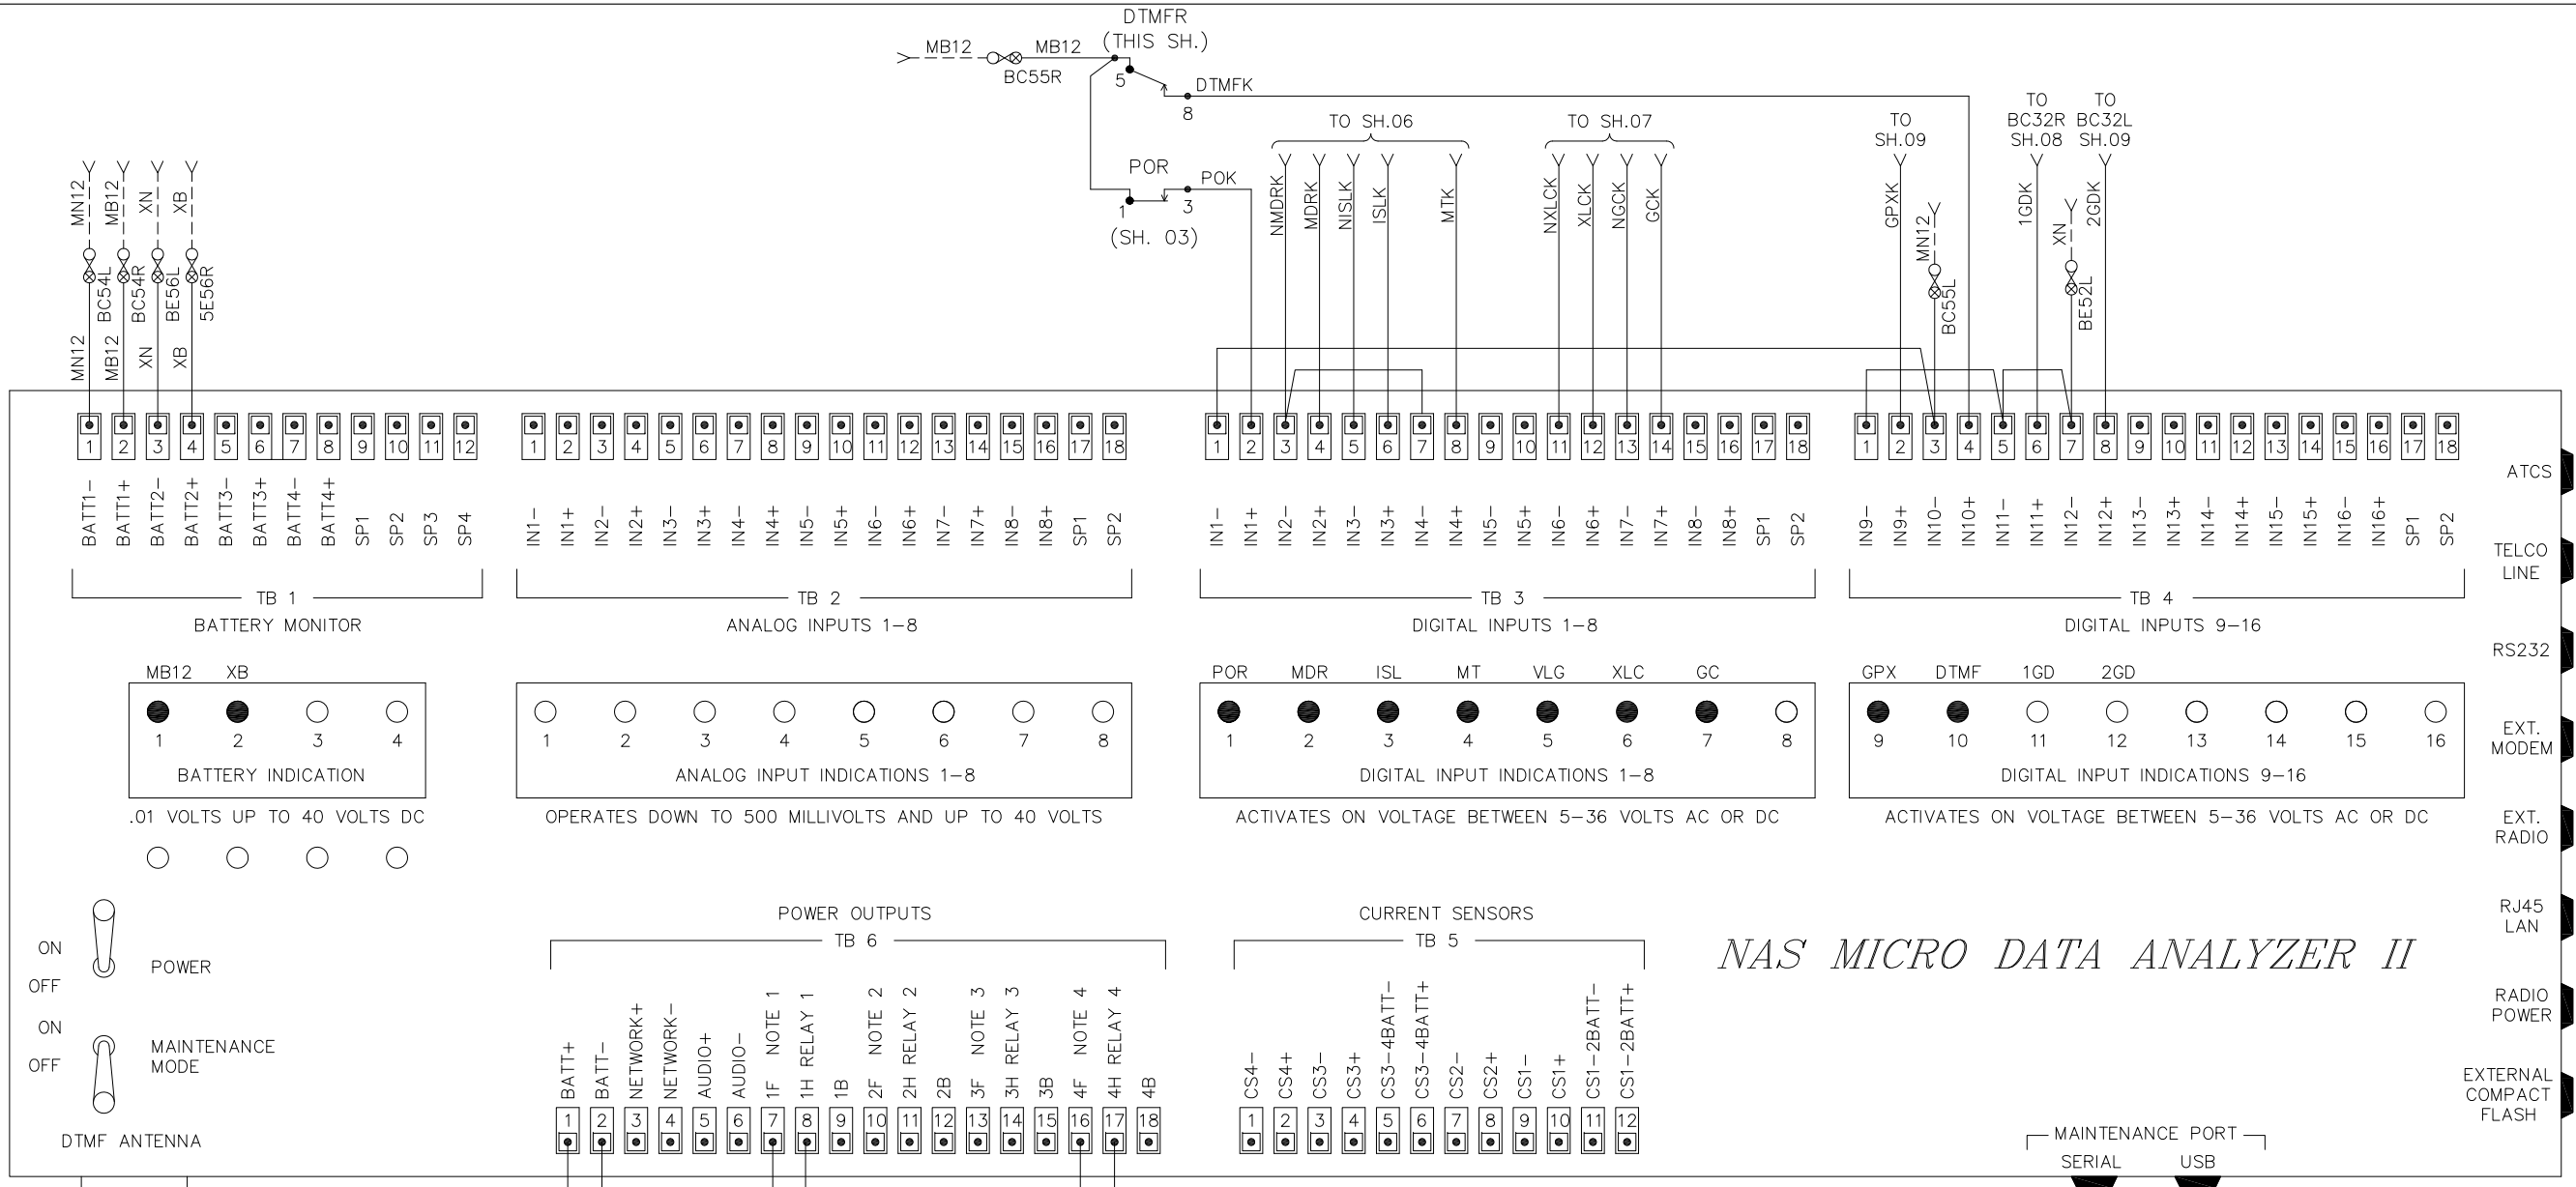 DTMFR
(THIS SH.)
MB12 MB12
BC55R
5
DTMFK
8
POR
POK
1
3
(SH. 03)
TO SH.06
TO SH.07
TO
SH.09
TO
BC32R
SH.08
TO
BC32L
SH.09
MN12 MB12 XN XB
BC54L BC54R BE56L 5E56R
MN12 MB12 XN XB
NMDRK MDRK NISLK ISLK MTK
NXLCK XLCK NGCK GCK
GPXK MN12 1GDK XN 2GDK
BC55L BE52L
1 2 3 4 5 6 7 8 9 10 11 12
1 2 3 4 5 6 7 8 9 10 11 12 13 14 15 16 17 18
1 2 3 4 5 6 7 8 9 10 11 12 13 14 15 16 17 18
1 2 3 4 5 6 7 8 9 10 11 12 13 14 15 16 17 18
BATT1- BATT1+ BATT2- BATT2+ BATT3- BATT3+ BATT4- BATT4+ SP1 SP2 SP3 SP4
IN1- IN1+ IN2- IN2+ IN3- IN3+ IN4- IN4+ IN5- IN5+ IN6- IN6+ IN7- IN7+ IN8- IN8+ SP1 SP2
IN1- IN1+ IN2- IN2+ IN3- IN3+ IN4- IN4+ IN5- IN5+ IN6- IN6+ IN7- IN7+ IN8- IN8+ SP1 SP2
IN9- IN9+ IN10- IN10+ IN11- IN11+ IN12- IN12+ IN13- IN13+ IN14- IN14+ IN15- IN15+ IN16- IN16+ SP1 SP2
TB 1
BATTERY MONITOR
TB 2
ANALOG INPUTS 1-8
TB 3
DIGITAL INPUTS 1-8
TB 4
DIGITAL INPUTS 9-16
MB12 XB
1 2 3 4
BATTERY INDICATION
.01 VOLTS UP TO 40 VOLTS DC
1 2 3 4 5 6 7 8
ANALOG INPUT INDICATIONS 1-8
OPERATES DOWN TO 500 MILLIVOLTS AND UP TO 40 VOLTS
POR MDR ISL MT VLG XLC GC
1 2 3 4 5 6 7 8
DIGITAL INPUT INDICATIONS 1-8
ACTIVATES ON VOLTAGE BETWEEN 5-36 VOLTS AC OR DC
GPX DTMF 1GD 2GD
9 10 11 12 13 14 15 16
DIGITAL INPUT INDICATIONS 9-16
ACTIVATES ON VOLTAGE BETWEEN 5-36 VOLTS AC OR DC
ATCS
TELCO
LINE
RS232
EXT.
MODEM
EXT.
RADIO
RJ45
LAN
RADIO
POWER
EXTERNAL
COMPACT
FLASH
ON
OFF
POWER
ON
OFF
MAINTENANCE
MODE
DTMF ANTENNA
POWER OUTPUTS
TB 6
BATT+ BATT- NETWORK+ NETWORK- AUDIO+ AUDIO- 1F NOTE 1 1H RELAY 1 1B 2F NOTE 2 2H RELAY 2 2B 3F NOTE 3 3H RELAY 3 3B 4F NOTE 4 4H RELAY 4 4B
1 2 3 4 5 6 7 8 9 10 11 12 13 14 15 16 17 18
CURRENT SENSORS
TB 5
CS4- CS4+ CS3- CS3+ CS3-4BATT- CS3-4BATT+ CS2- CS2+ CS1- CS1+ CS1-2BATT- CS1-2BATT+
1 2 3 4 5 6 7 8 9 10 11 12
NAS MICRO DATA ANALYZER II
MAINTENANCE PORT
SERIAL USB